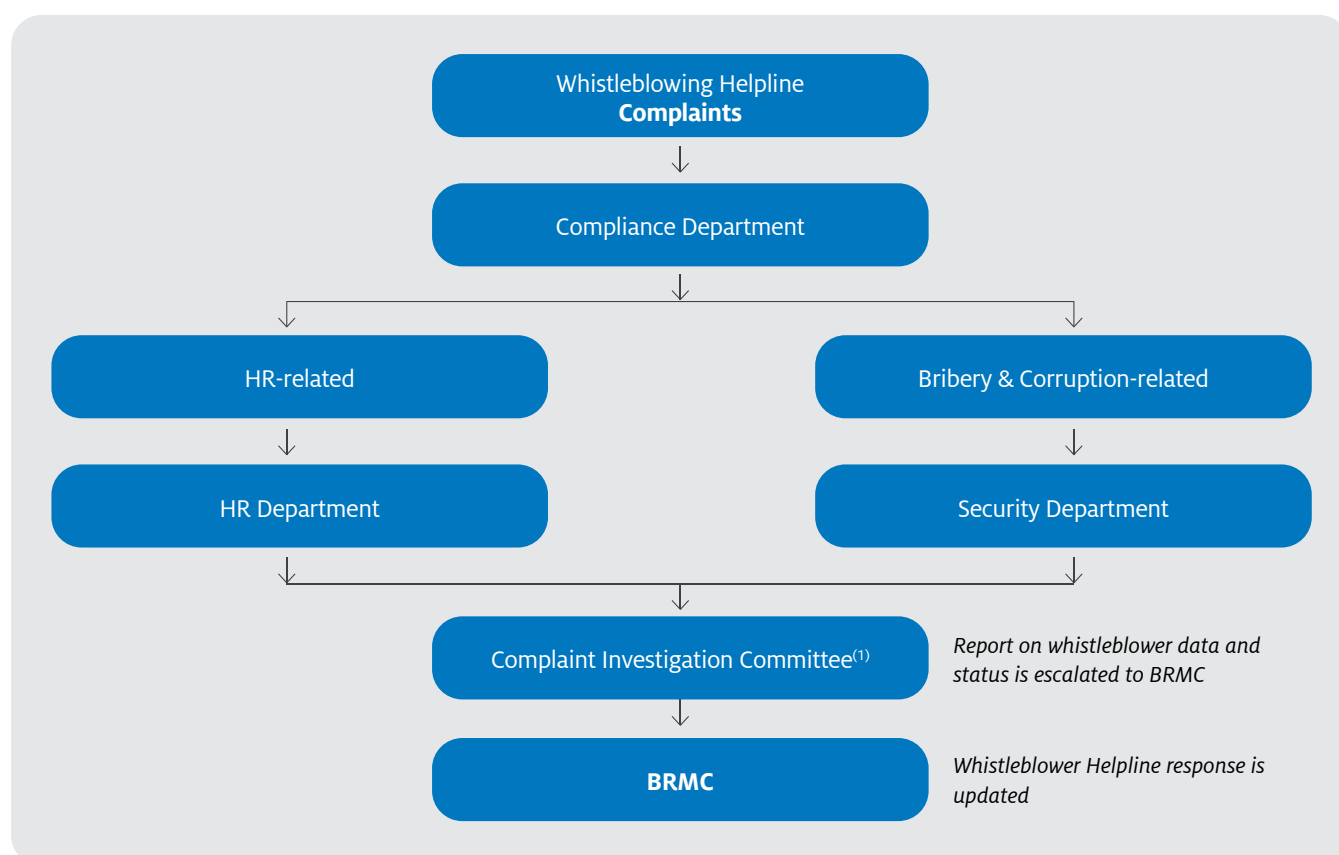 Whistleblowing Helpline
Complaints
Compliance Department
HR-related
Bribery & Corruption-related
HR Department
Security Department
Complaint Investigation Committee(1)
Report on whistleblower data and
status is escalated to BRMC
BRMC
Whistleblower Helpline response is
updated